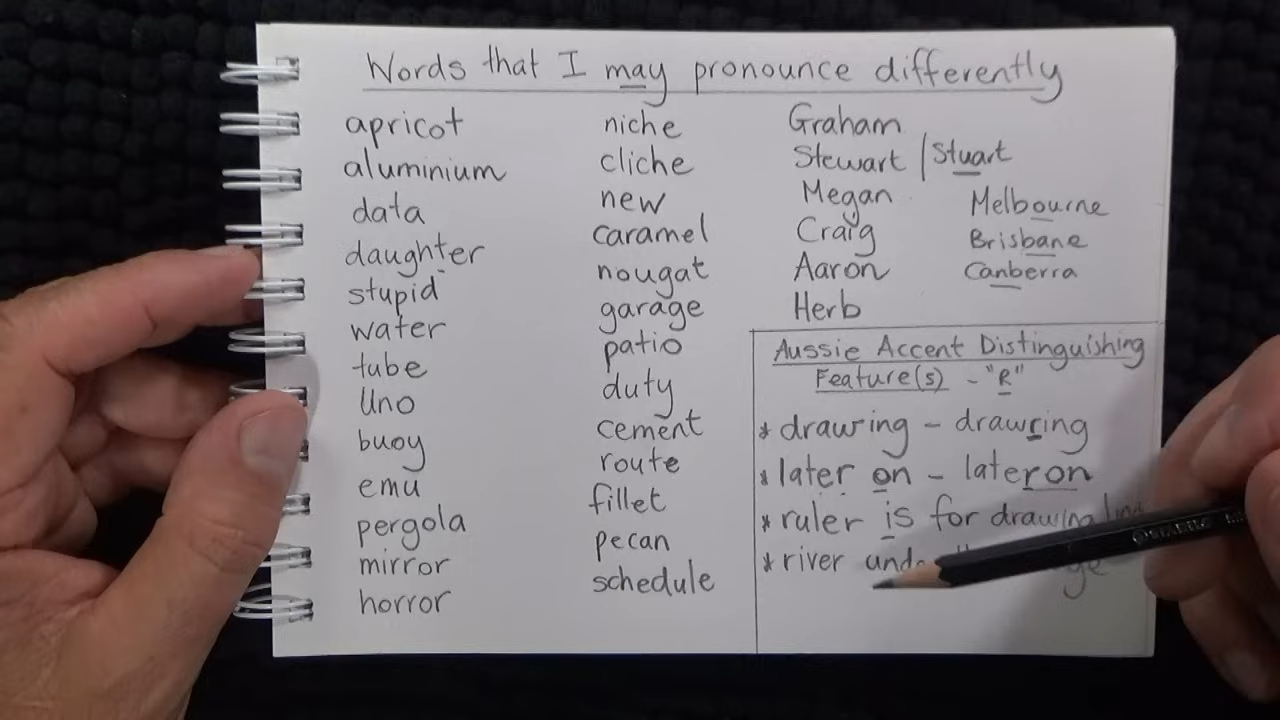 Words that I may pronounce differently
apricot
aluminium
data
daughter
stupid
water
tube
Uno
buoy
emu
pergola
mirror
horror
niche
cliche
new
caramel
nougat
garage
patio
duty
cement
route
fillet
pecan
schedule
Graham
Stewart / Stuart
Megan
Craig
Aaron
Herb
Melbourne
Brisbane
Canberra
Aussie Accent Distinguishing
Feature(s) - "R"
* drawing - drawring
* later on - lateron
* ruler is for drawing
* river